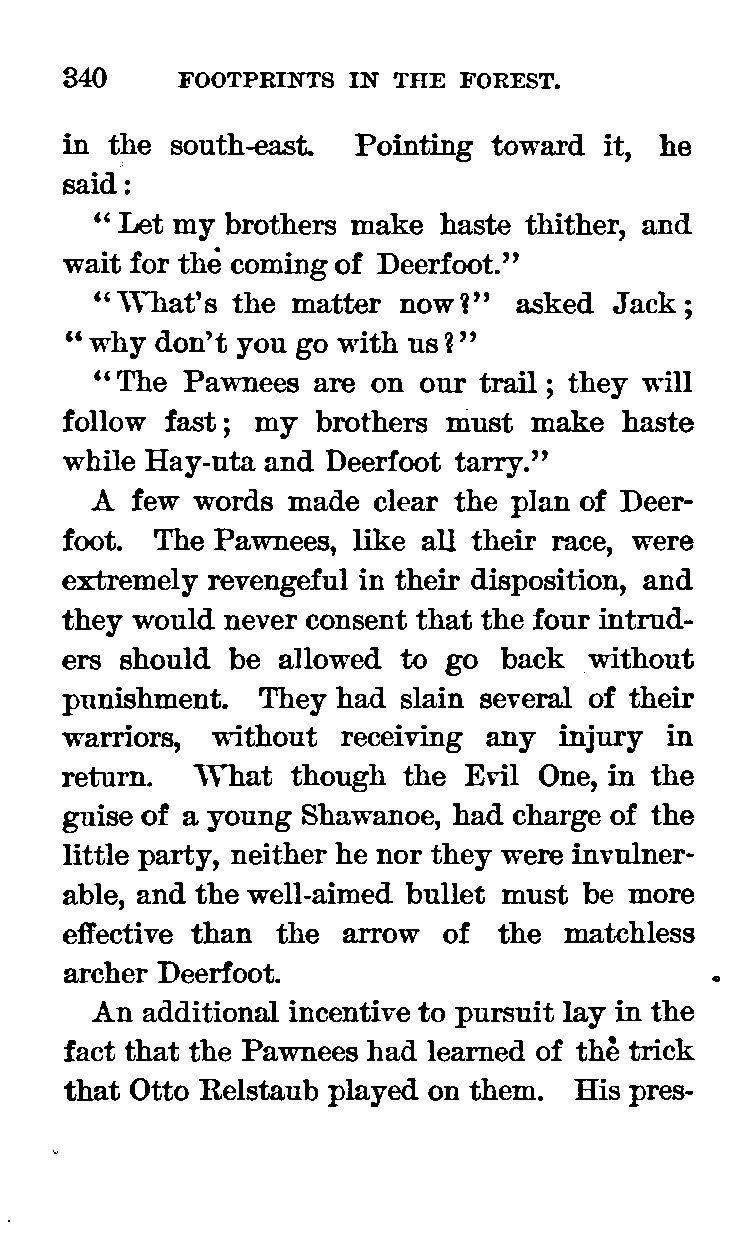 340 FOOTPRINTS IN THE FOREST.
in the south-east. Pointing toward it, he
said:
"Let my brothers make haste thither, and
wait for the coming of Deerfoot."
"What's the matter now?" asked Jack;
"why don't you go with us?"
"The Pawnees are on our trail; they will
follow fast; my brothers must make haste
while Hay-uta and Deerfoot tarry."
A few words made clear the plan of Deer-
foot. The Pawnees, like all their race, were
extremely revengeful in their disposition, and
they would never consent that the four intrud-
ers should be allowed to go back without
punishment. They had slain several of their
warriors, without receiving any injury in
return. What though the Evil One, in the
guise of a young Shawanoe, had charge of the
little party, neither he nor they were invulner-
able, and the well-aimed bullet must be more
effective than the arrow of the matchless
archer Deerfoot.
An additional incentive to pursuit lay in the
fact that the Pawnees had learned of the trick
that Otto Relstaub played on them. His pres-